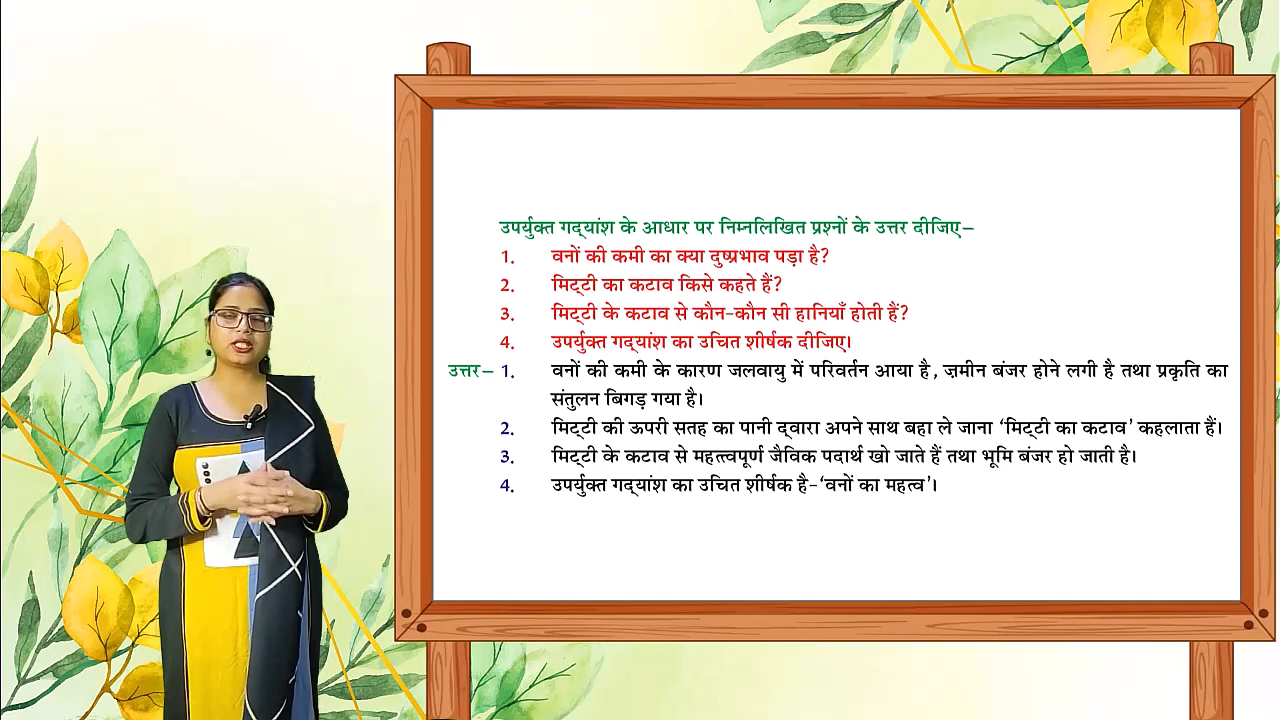 उपर्युक्त गद्‌यांश के आधार पर निम्नलिखित प्रश्नों के उत्तर दीजिए–
1. वनों की कमी का क्या दुष्प्रभाव पड़ा है?
2. मिट्‌टी का कटाव किसे कहते हैं?
3. मिट्‌टी के कटाव से कौन-कौन सी हानियाँ होती हैं?
4. उपर्युक्त गद्‌यांश का उचित शीर्षक दीजिए।
उत्तर– 1. वनों की कमी के कारण जलवायु में परिवर्तन आया है, ज़मीन बंजर होने लगी है तथा प्रकृति का
संतुलन बिगड़ गया है।
2. मिट्‌टी की ऊपरी सतह का पानी द्‌वारा अपने साथ बहा ले जाना ‘मिट्‌टी का कटाव’ कहलाता हैं।
3. मिट्‌टी के कटाव से महत्त्वपूर्ण जैविक पदार्थ खो जाते हैं तथा भूमि बंजर हो जाती है।
4. उपर्युक्त गद्‌यांश का उचित शीर्षक है-‘वनों का महत्व’।